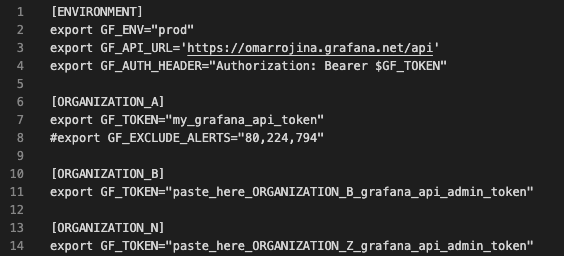 1 [ENVIRONMENT]
2 export GF_ENV="prod"
3 export GF_API_URL='https://omarrojina.grafana.net/api'
4 export GF_AUTH_HEADER="Authorization: Bearer $GF_TOKEN"
5
6 [ORGANIZATION_A]
7 export GF_TOKEN="my_grafana_api_token"
8 #export GF_EXCLUDE_ALERTS="80,224,794"
9
10 [ORGANIZATION_B]
11 export GF_TOKEN="paste_here_ORGANIZATION_B_grafana_api_admin_token"
12
13 [ORGANIZATION_N]
14 export GF_TOKEN="paste_here_ORGANIZATION_Z_grafana_api_admin_token"